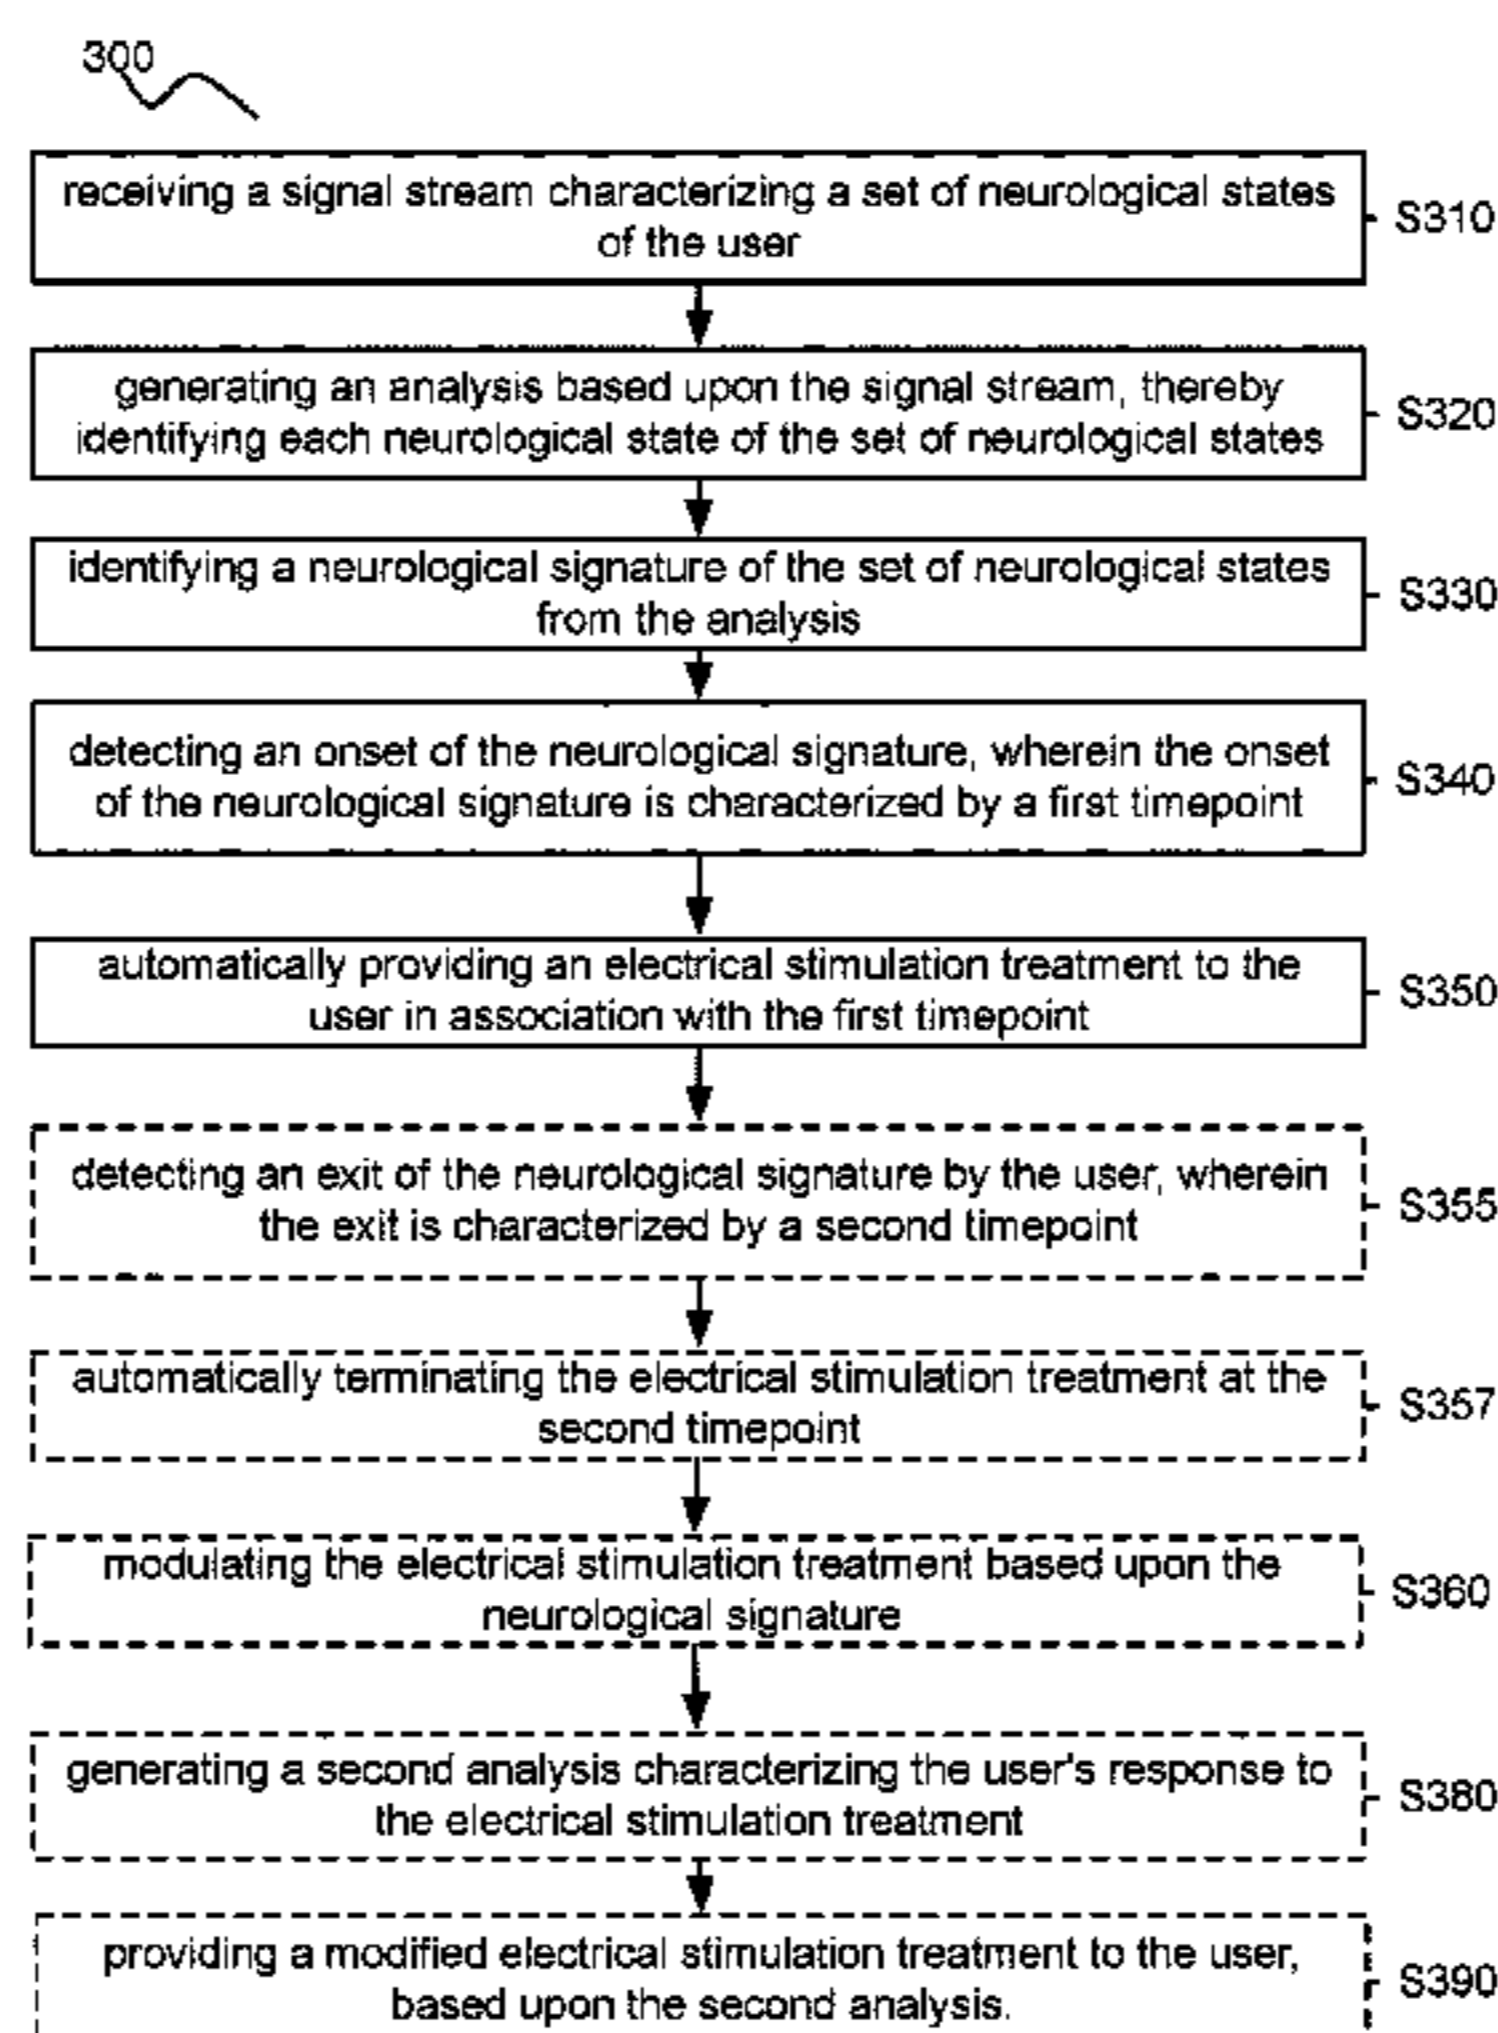 300
receiving a signal stream characterizing a set of neurological states
of the user
S310
generating an analysis based upon the signal stream, thereby
identifying each neurological state of the set of neurological states
S320
identifying a neurological signature of the set of neurological states
from the analysis
S330
detecting an onset of the neurological signature, wherein the onset
of the neurological signature is characterized by a first timepoint
S340
automatically providing an electrical stimulation treatment to the
user in association with the first timepoint
S350
detecting an exit of the neurological signature by the user, wherein
the exit is characterized by a second timepoint
S355
automatically terminating the electrical stimulation treatment at the
second timepoint
S357
modulating the electrical stimulation treatment based upon the
neurological signature
S360
generating a second analysis characterizing the user's response to
the electrical stimulation treatment
S380
providing a modified electrical stimulation treatment to the user,
based upon the second analysis.
S390